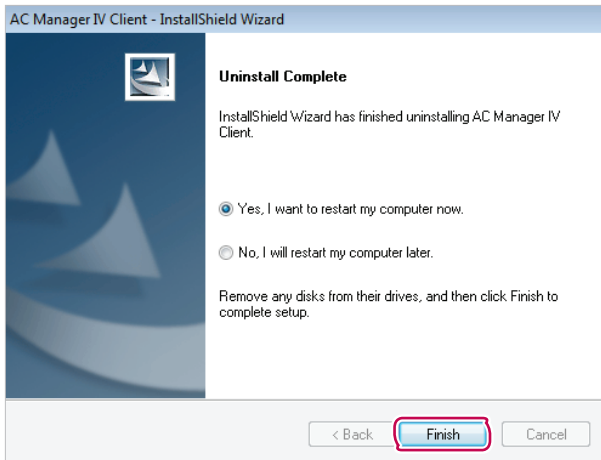 AC Manager IV Client - InstallShield Wizard
Uninstall Complete
InstallShield Wizard has finished uninstalling AC Manager IV
Client.
Yes, I want to restart my computer now.
No, I will restart my computer later.
Remove any disks from their drives, and then click Finish to
complete setup.
< Back Finish Cancel